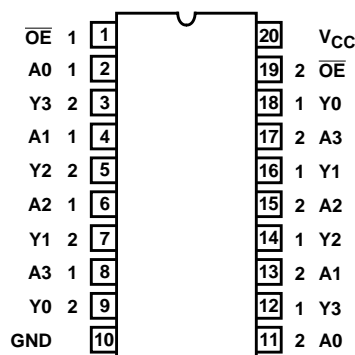 O̅E̅ 1 1 20 VCC
A0 1 2 19 2 O̅E̅
Y3 2 3 18 1 Y0
A1 1 4 17 2 A3
Y2 2 5 16 1 Y1
A2 1 6 15 2 A2
Y1 2 7 14 1 Y2
A3 1 8 13 2 A1
Y0 2 9 12 1 Y3
GND 10 11 2 A0